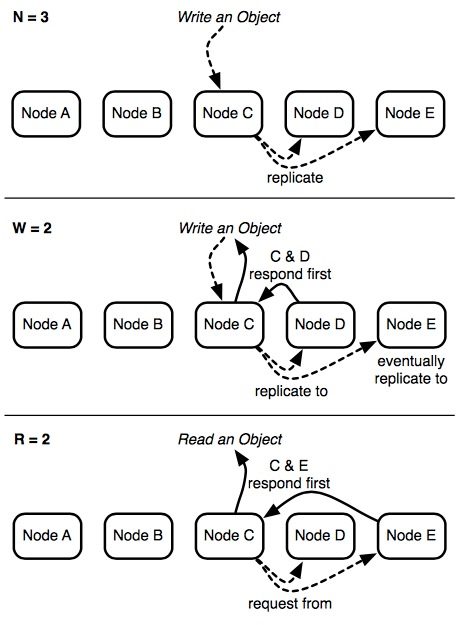 N = 3
Write an Object
Node A
Node B
Node C
Node D
Node E
replicate
W = 2
Write an Object
C & D
respond first
Node A
Node B
Node C
Node D
Node E
eventually
replicate to
replicate to
R = 2
Read an Object
C & E
respond first
Node A
Node B
Node C
Node D
Node E
request from